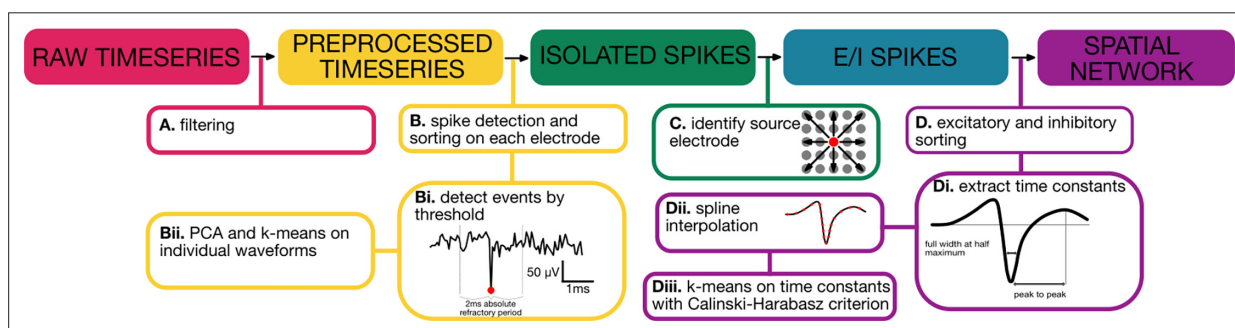 RAW TIMESERIES
PREPROCESSED
TIMESERIES
ISOLATED SPIKES
E/I SPIKES
SPATIAL
NETWORK
A. filtering
B. spike detection and
sorting on each electrode
C. identify source
electrode
D. excitatory and inhibitory
sorting
Bi. detect events by
threshold
50 µV
1ms
2ms absolute
refractory period
Bii. PCA and k-means on
individual waveforms
Di. extract time constants
full width at half
maximum
peak to peak
Dii. spline
interpolation
Diii. k-means on time constants
with Calinski-Harabasz criterion